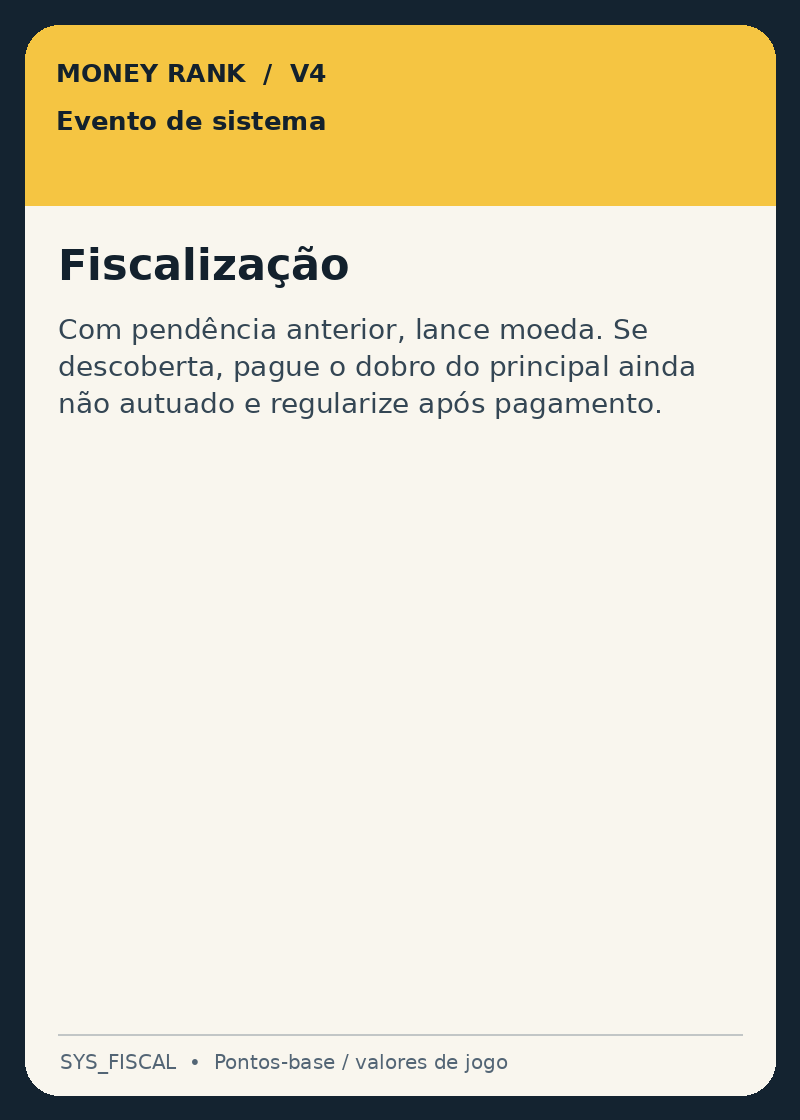 MONEY RANK / V4
Evento de sistema
Fiscalização
Com pendência anterior, lance moeda. Se
descoberta, pague o dobro do principal ainda
não autuado e regularize após pagamento.
SYS_FISCAL • Pontos-base / valores de jogo